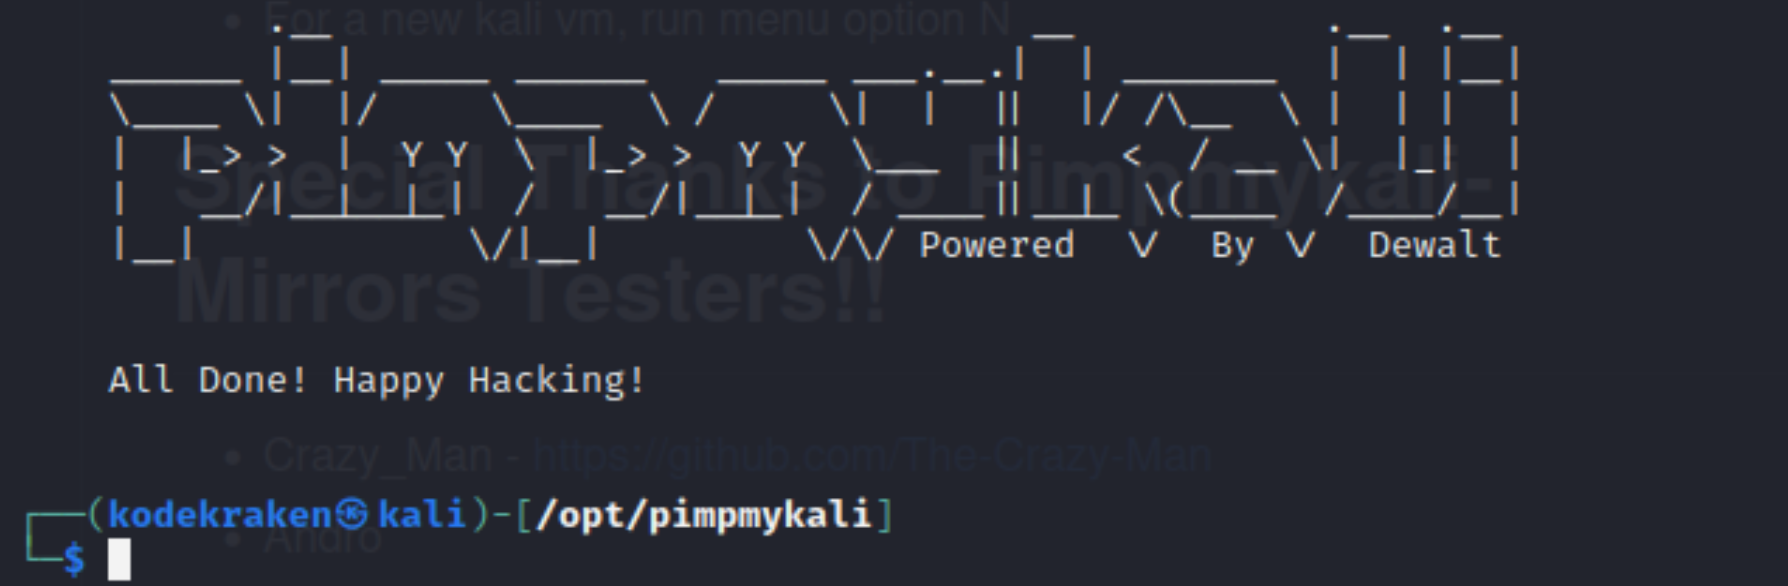 For a new kali vm, run menu option N
Special Thanks to Pimpmykali-
Powered By Dewalt
Mirrors Testers!!
All Done! Happy Hacking!
Crazy_Man - https://github.com/The-Crazy-Man
(kodekraken㉿kali)-[/opt/pimpmykali]
Andro
$